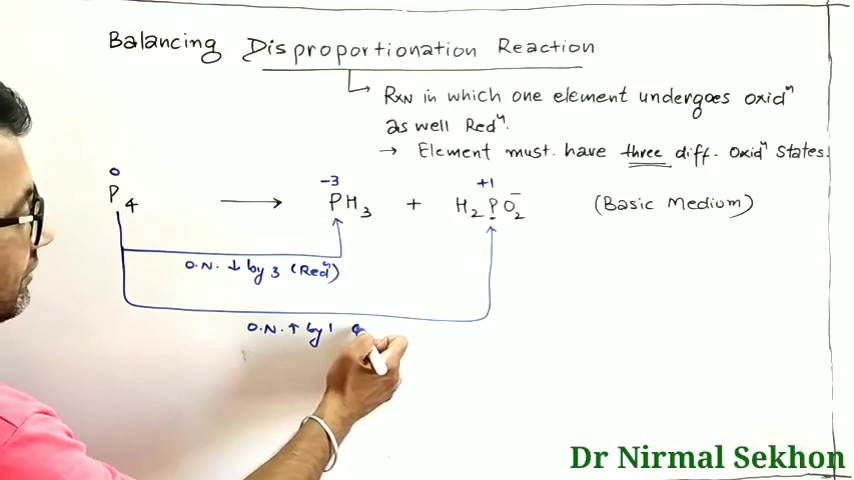 Balancing Disproportionation Reaction
Rxn in which one element undergoes oxidⁿ
as well Redⁿ.
→ Element must have three diff. oxidⁿ states.
0 -3 +1
P₄ → PH₃ + H₂PO₂⁻ (Basic Medium)
O.N. ↓ by 3 (Redⁿ)
O.N. ↑ by 1
Dr Nirmal Sekhon